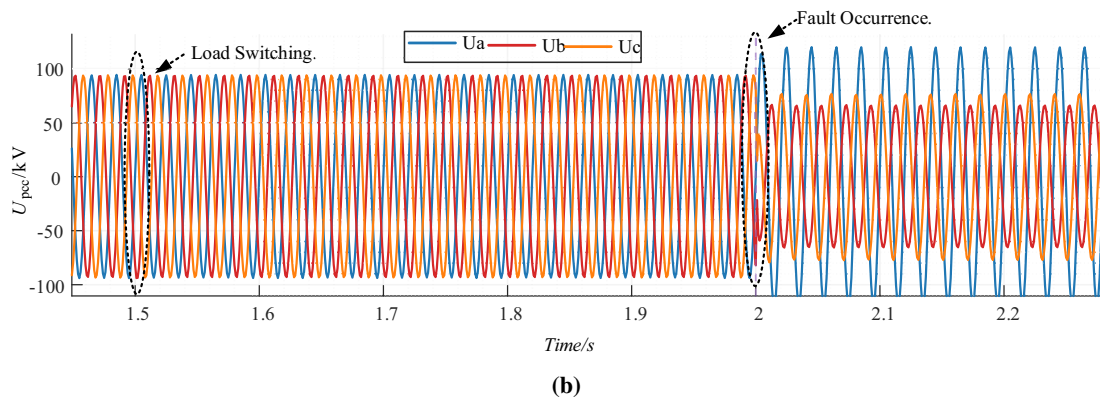 Fault Occurrence.
Load Switching.
Ua Ub Uc
100
50
0
-50
-100
Upcc/kV
1.5 1.6 1.7 1.8 1.9 2 2.1 2.2
Time/s
(b)